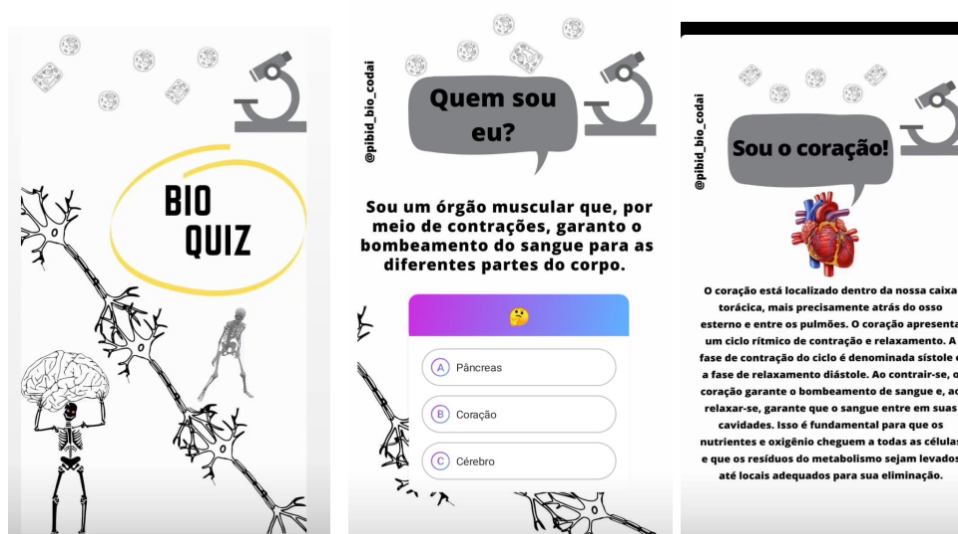 BIO
QUIZ
@pibid_bio_codai
Quem sou
eu?
Sou um órgão muscular que, por
meio de contrações, garanto o
bombeamento do sangue para as
diferentes partes do corpo.
A Pâncreas
B Coração
C Cérebro
@pibid_bio_codai
Sou o coração!
O coração está localizado dentro da nossa caixa
torácica, mais precisamente atrás do osso
esterno e entre os pulmões. O coração apresenta
um ciclo rítmico de contração e relaxamento. A
fase de contração do ciclo é denominada sístole e
a fase de relaxamento diástole. Ao contrair-se, o
coração garante o bombeamento de sangue e, ao
relaxar-se, garante que o sangue entre em suas
cavidades. Isso é fundamental para que os
nutrientes e oxigênio cheguem a todas as células
e que os resíduos do metabolismo sejam levados
até locais adequados para sua eliminação.